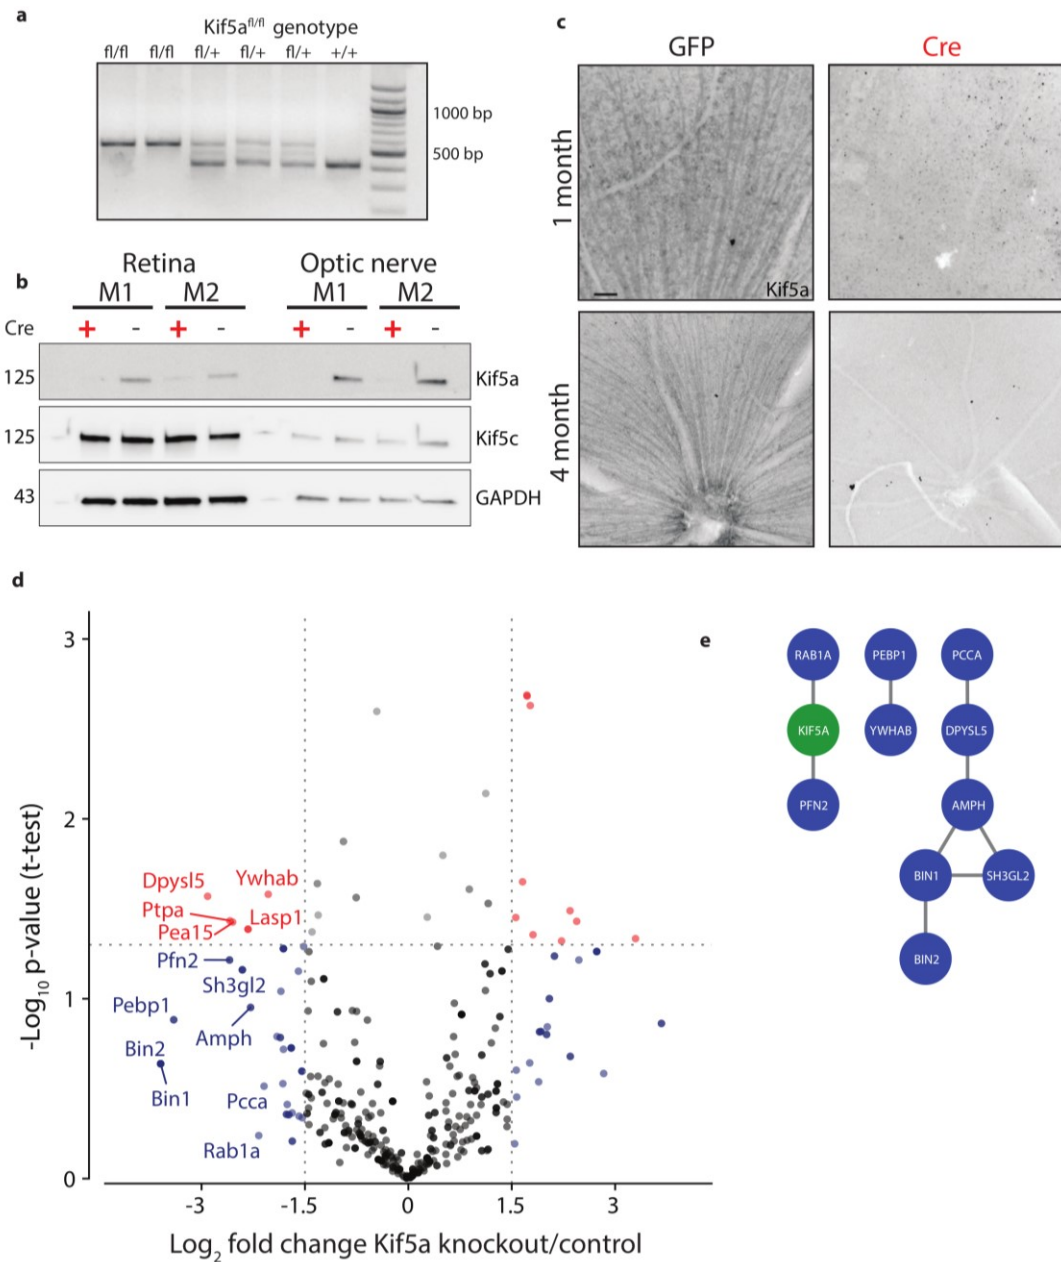 a
Kif5a^fl/fl genotype
fl/fl fl/fl fl/+ fl/+ fl/+ +/+
1000 bp
500 bp
b
Retina Optic nerve
M1 M2 M1 M2
Cre + - + - + - + -
125 Kif5a
125 Kif5c
43 GAPDH
c
GFP Cre
1 month
Kif5a
4 month
d
-Log10 p-value (t-test)
3
2
1
0
Dpysl5 Ywhab
Ptpa Lasp1
Pea15
Pfn2
Sh3gl2
Pebp1
Amph
Bin2
Bin1
Pcca
Rab1a
-3 -1.5 0 1.5 3
Log2 fold change Kif5a knockout/control
e
RAB1A PEBP1 PCCA
KIF5A YWHAB DPYSL5
PFN2 AMPH
BIN1 SH3GL2
BIN2